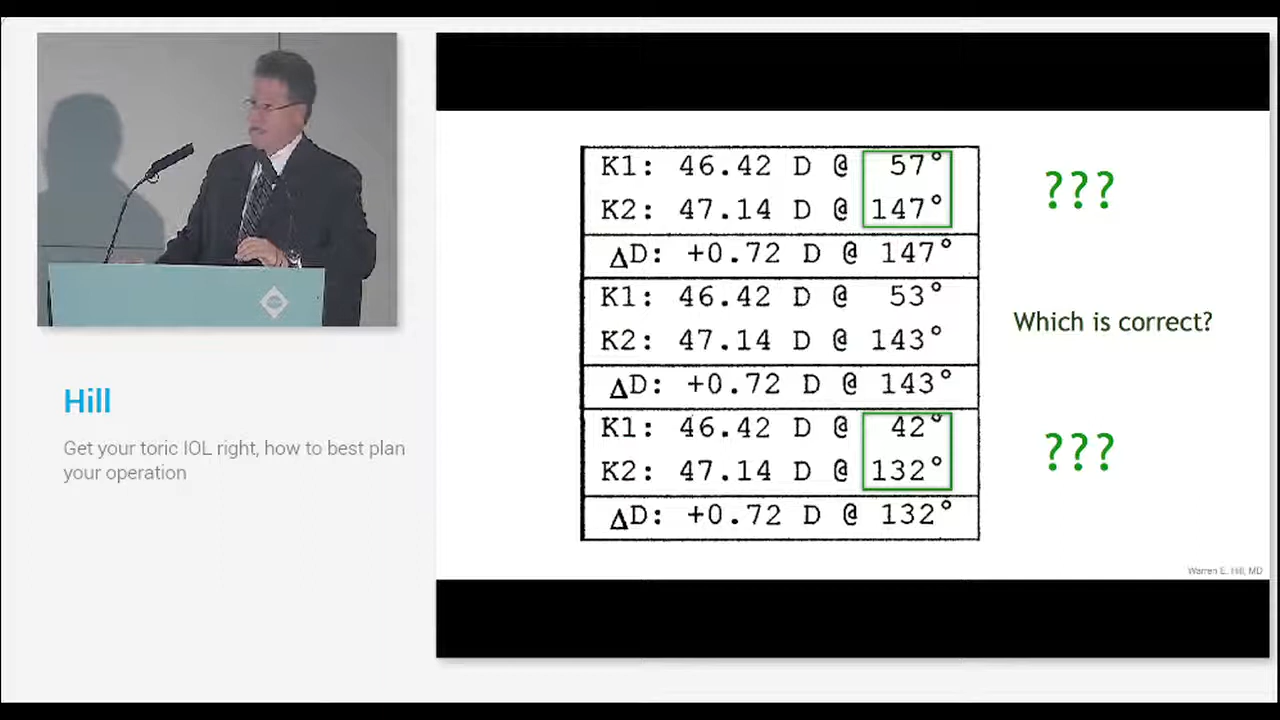 K1: 46.42 D @ 57°
K2: 47.14 D @ 147°
ΔD: +0.72 D @ 147°
K1: 46.42 D @ 53°
K2: 47.14 D @ 143°
ΔD: +0.72 D @ 143°
K1: 46.42 D @ 42°
K2: 47.14 D @ 132°
ΔD: +0.72 D @ 132°
???
Which is correct?
???
Warren E. Hill, MD
Hill
Get your toric IOL right, how to best plan
your operation